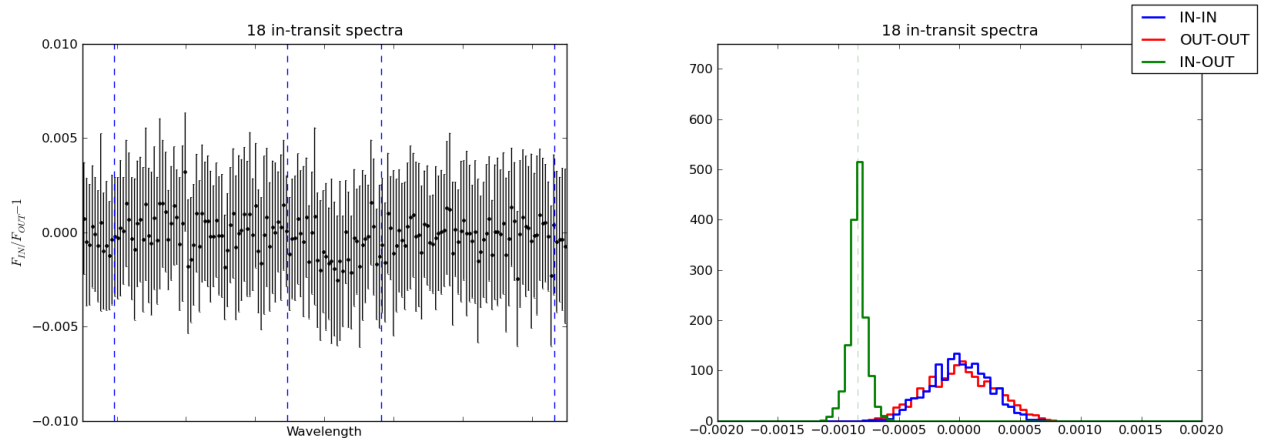 18 in-transit spectra
0.010
0.005
0.000
−0.005
−0.010
F_IN/F_OUT−1
Wavelength
18 in-transit spectra
IN-IN
OUT-OUT
IN-OUT
700
600
500
400
300
200
100
0
−0.0020 −0.0015 −0.0010 −0.0005 0.0000 0.0005 0.0010 0.0015 0.0020